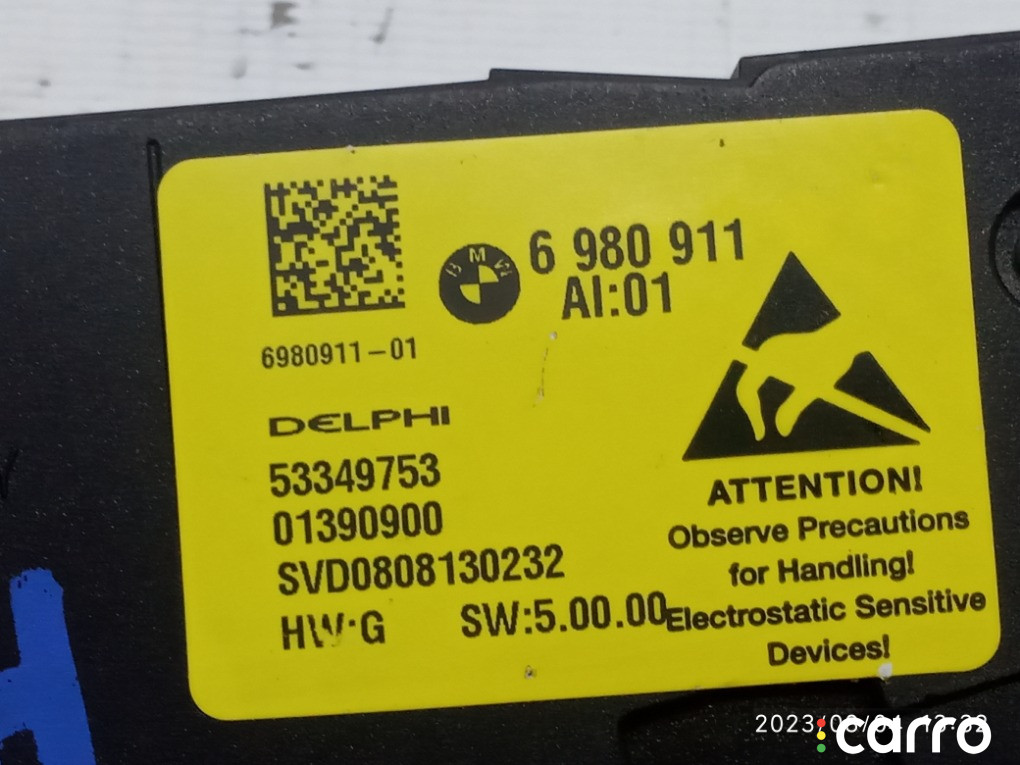 BMW
6 980 911
AI:01
6980911-01
DELPHI
53349753
01390900
SVD0808130232
HW:G SW:5.00.00
ATTENTION!
Observe Precautions
for Handling!
Electrostatic Sensitive
Devices!
carro